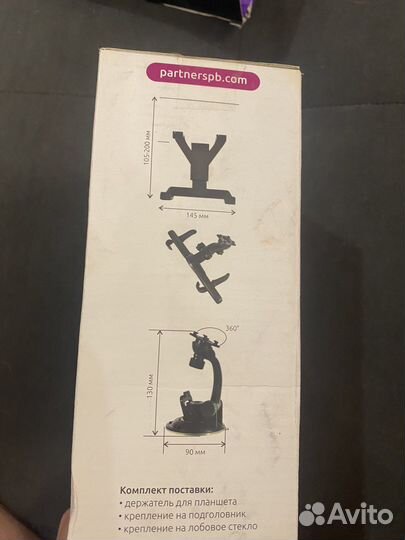 partnerspb.com
105-200 мм
145 мм
360°
130 мм
90 мм
Комплект поставки:
• держатель для планшета
• крепление на подголовник
• крепление на лобовое стекло
Avito